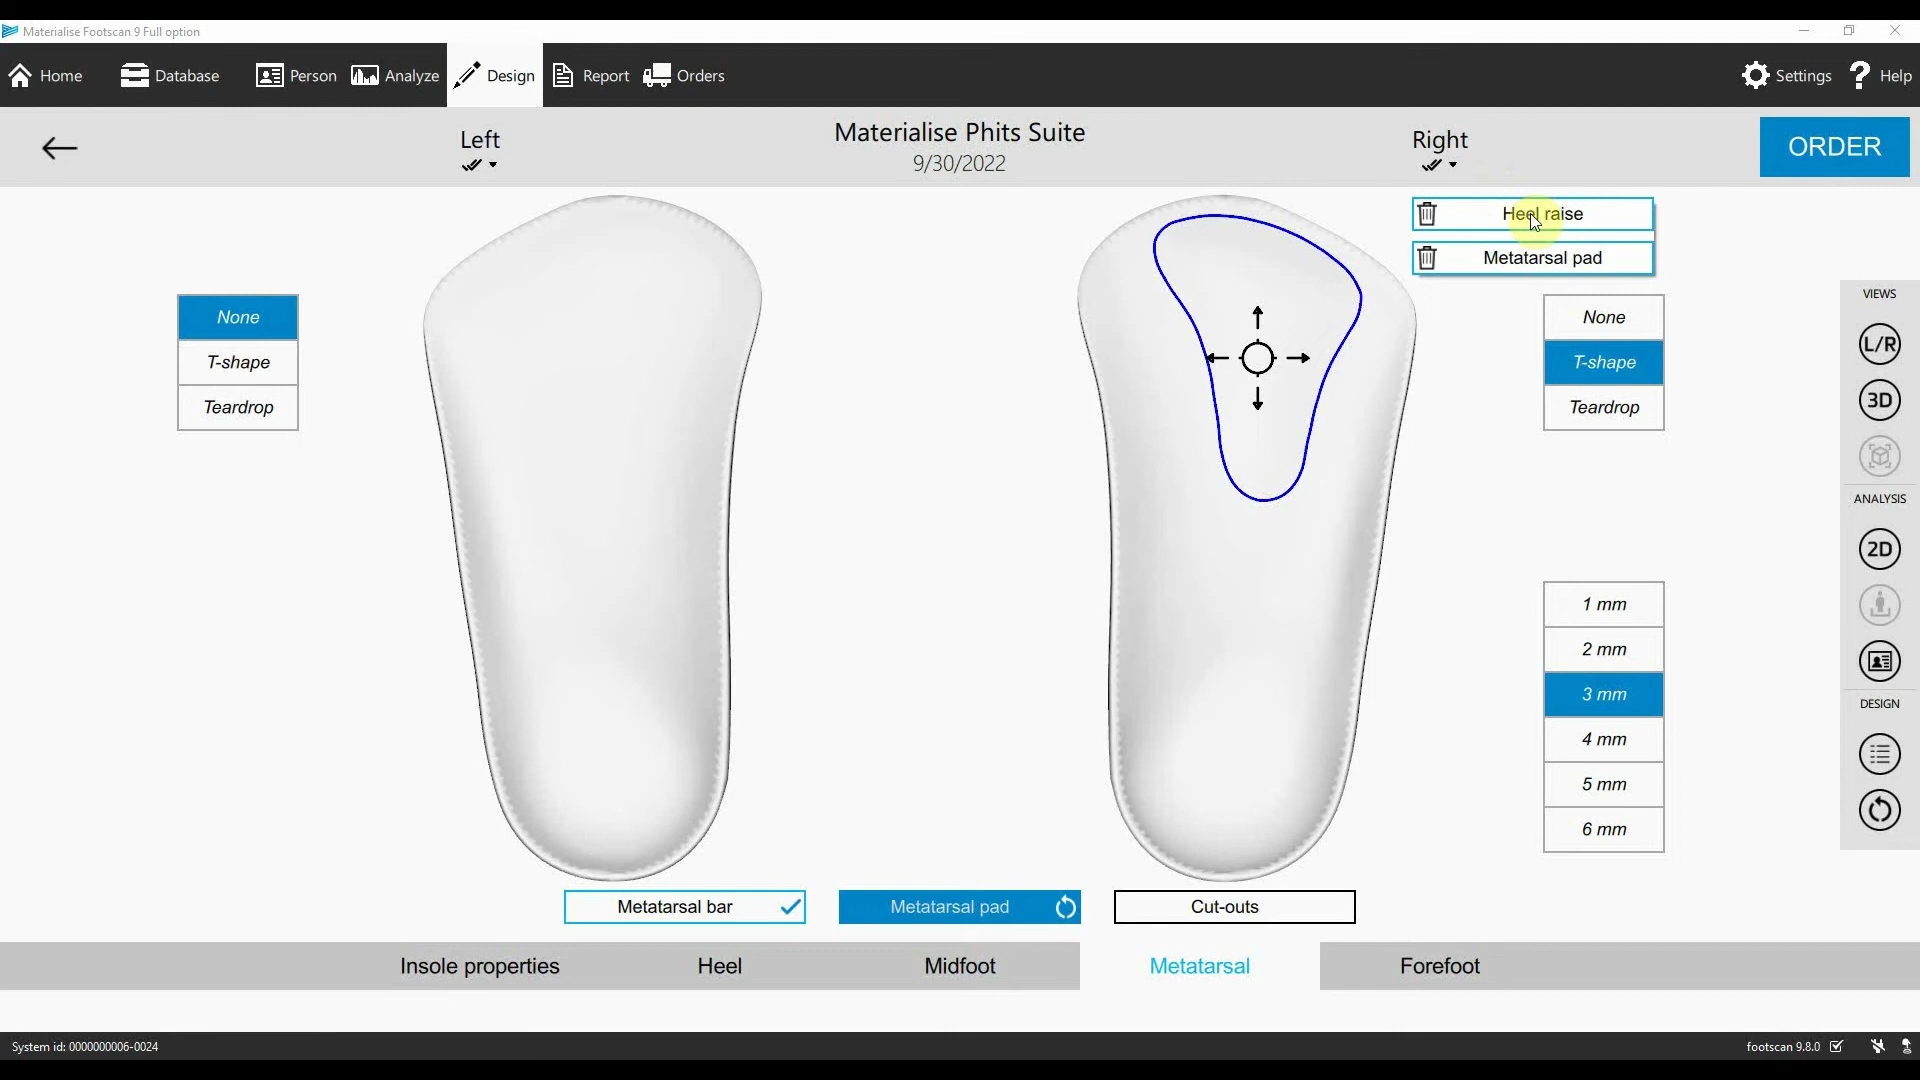 Materialise Footscan 9 Full option
Home
Database
Person
Analyze
Design
Report
Orders
Settings
Help
Left
Materialise Phits Suite
9/30/2022
Right
ORDER
Heel raise
Metatarsal pad
None
T-shape
Teardrop
None
T-shape
Teardrop
1 mm
2 mm
3 mm
4 mm
5 mm
6 mm
VIEWS
L/R
3D
ANALYSIS
2D
DESIGN
Metatarsal bar
Metatarsal pad
Cut-outs
Insole properties
Heel
Midfoot
Metatarsal
Forefoot
System id: 0000000006-0024
footscan 9.8.0